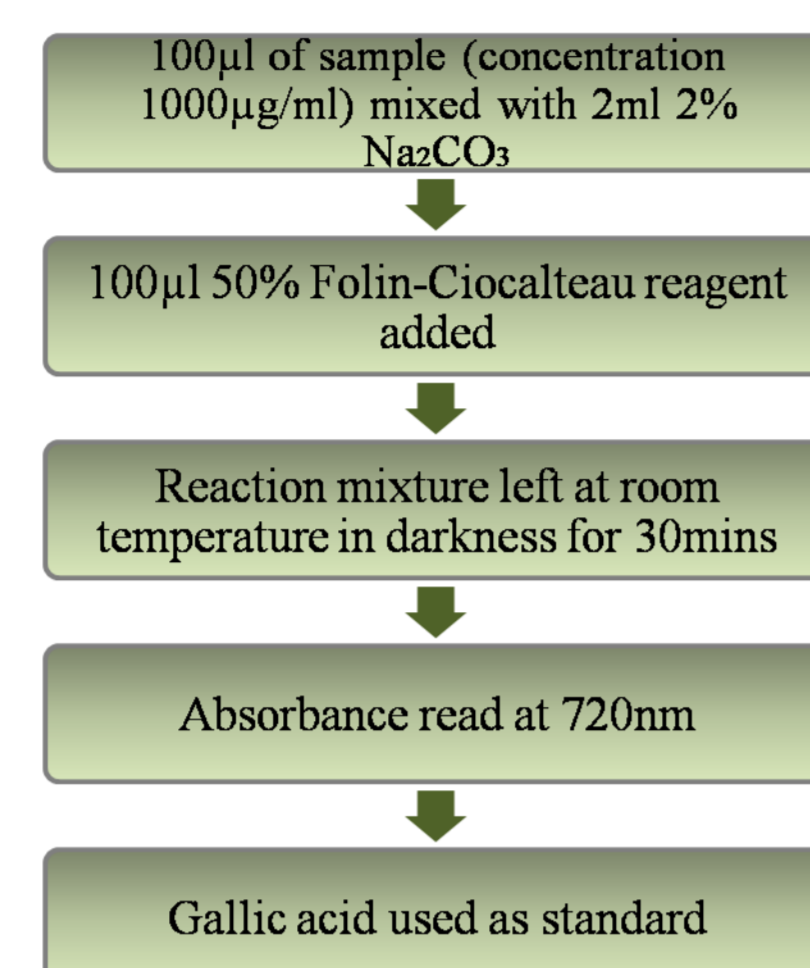 100µl of sample (concentration
1000µg/ml) mixed with 2ml 2%
Na₂CO₃
100µl 50% Folin-Ciocalteau reagent
added
Reaction mixture left at room
temperature in darkness for 30mins
Absorbance read at 720nm
Gallic acid used as standard